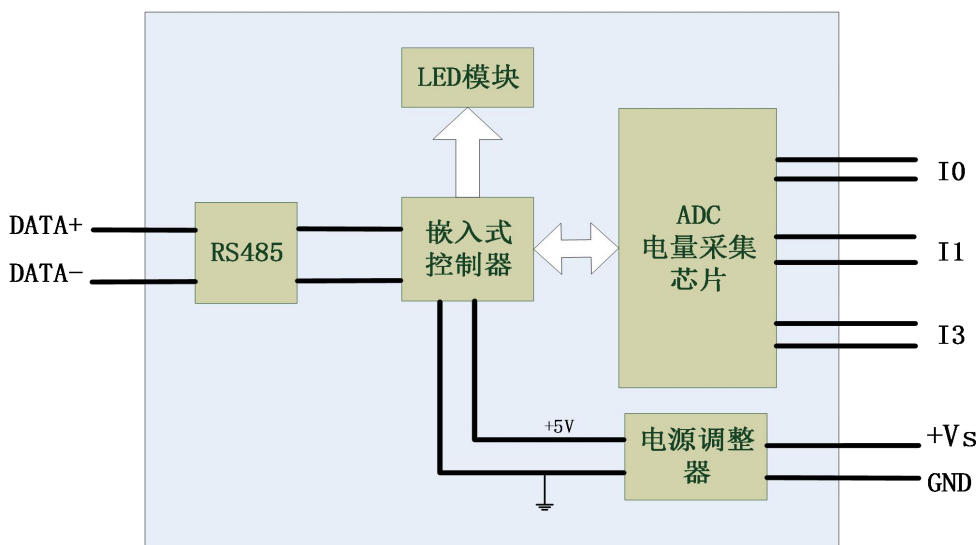 LED模块
DATA+
DATA-
RS485
嵌入式
控制器
ADC
电量采集
芯片
I0
I1
I3
+5V
电源调整
器
+Vs
GND